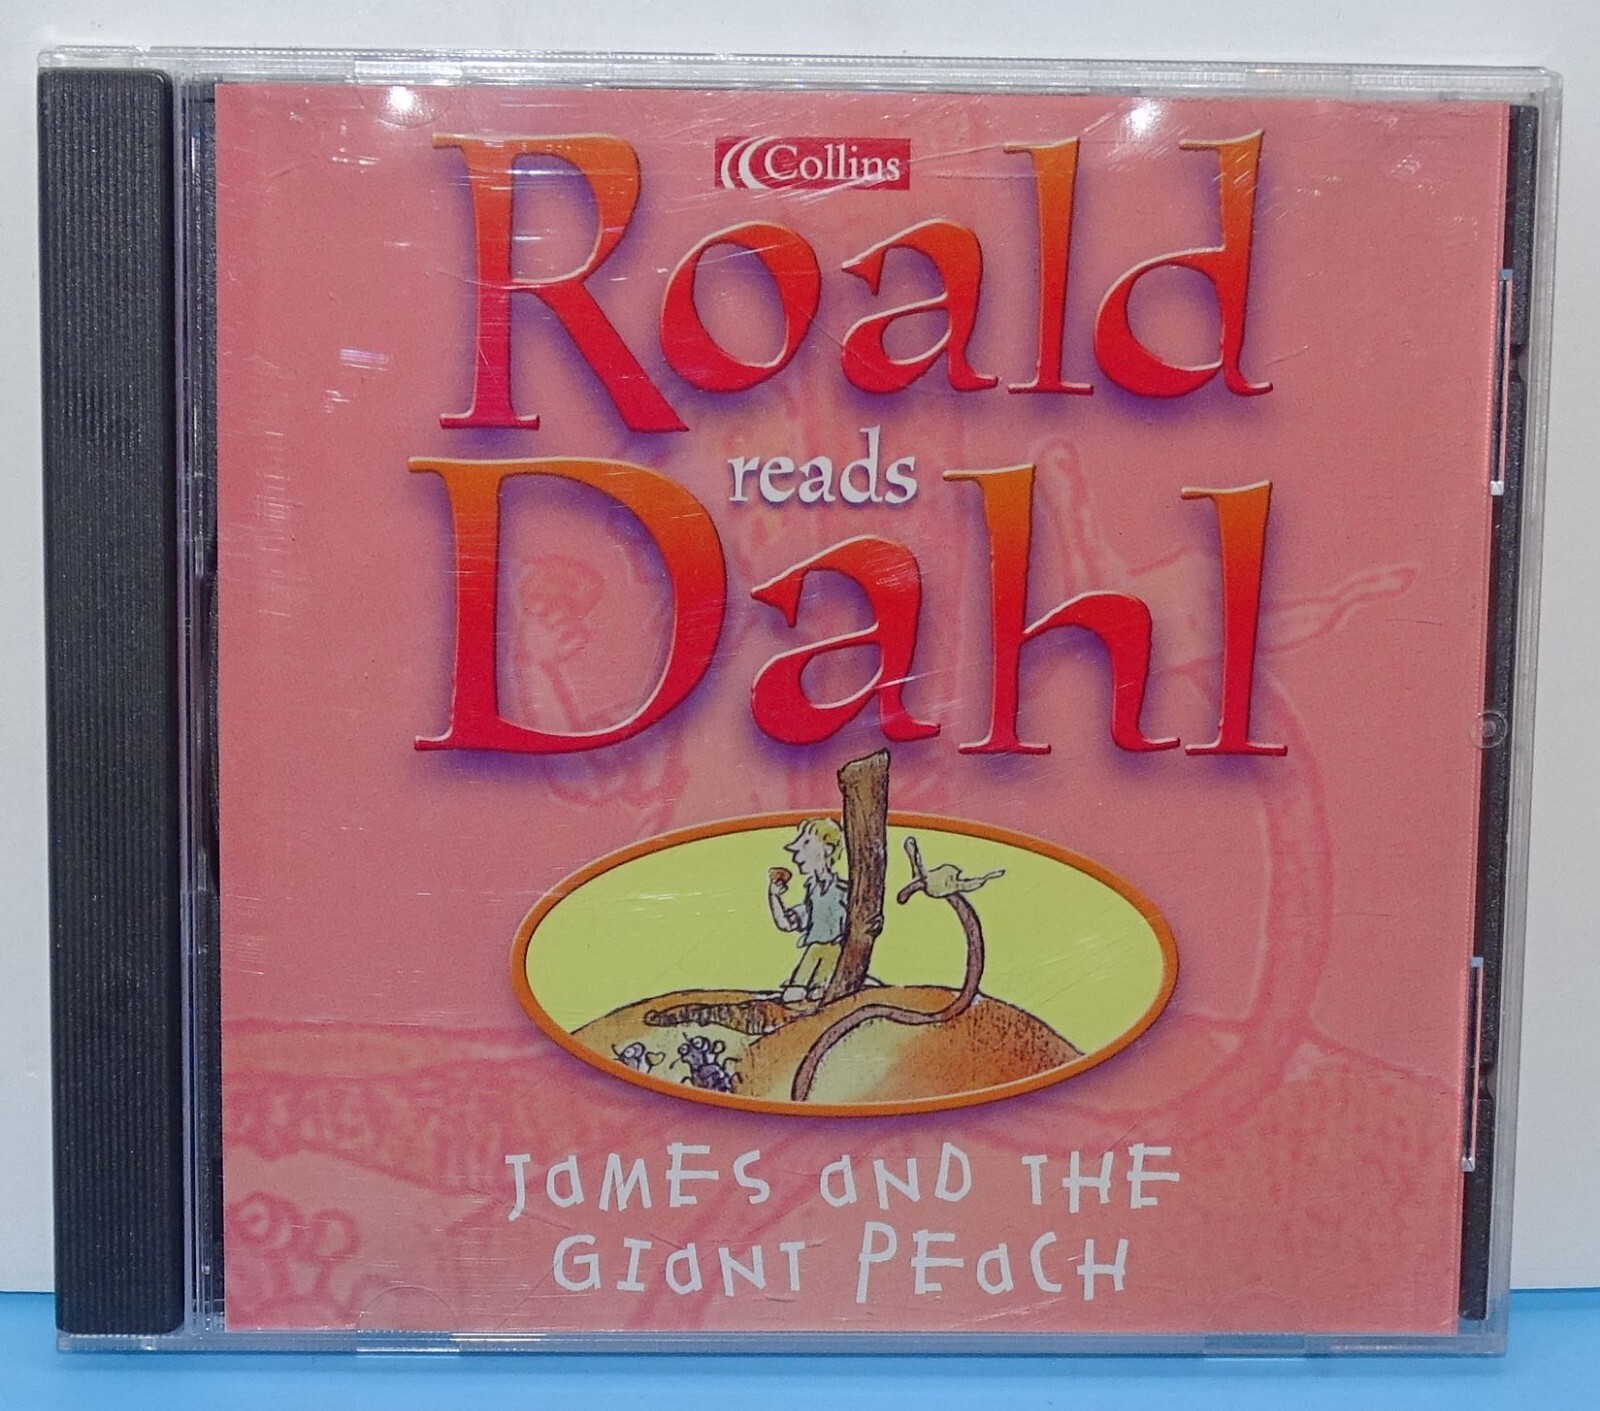 Collins
Roald
reads
Dahl
JAMES AND THE
GIANT PEACH